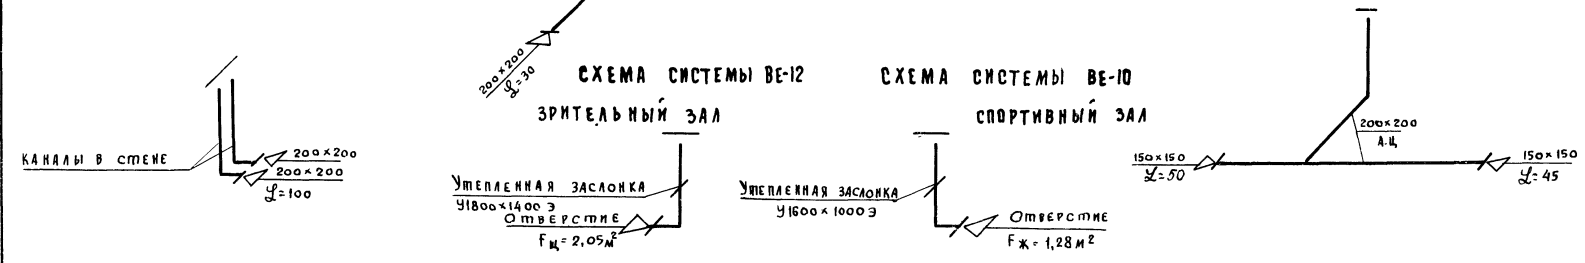 КАНАЛЫ В СТЕНЕ
200×200
200×200
L=100
200×200
L=30
СХЕМА СИСТЕМЫ ВЕ-12
ЗРИТЕЛЬНЫЙ ЗАЛ
УТЕПЛЕННАЯ ЗАСЛОНКА
У1800×1400 Э
ОТВЕРСТИЕ
Fщ=2,05м²
СХЕМА СИСТЕМЫ ВЕ-10
СПОРТИВНЫЙ ЗАЛ
УТЕПЛЕННАЯ ЗАСЛОНКА
У1600×1000 Э
ОТВЕРСТИЕ
Fж=1,28м²
200×200
А.Ц.
150×150
L=50
150×150
L=45